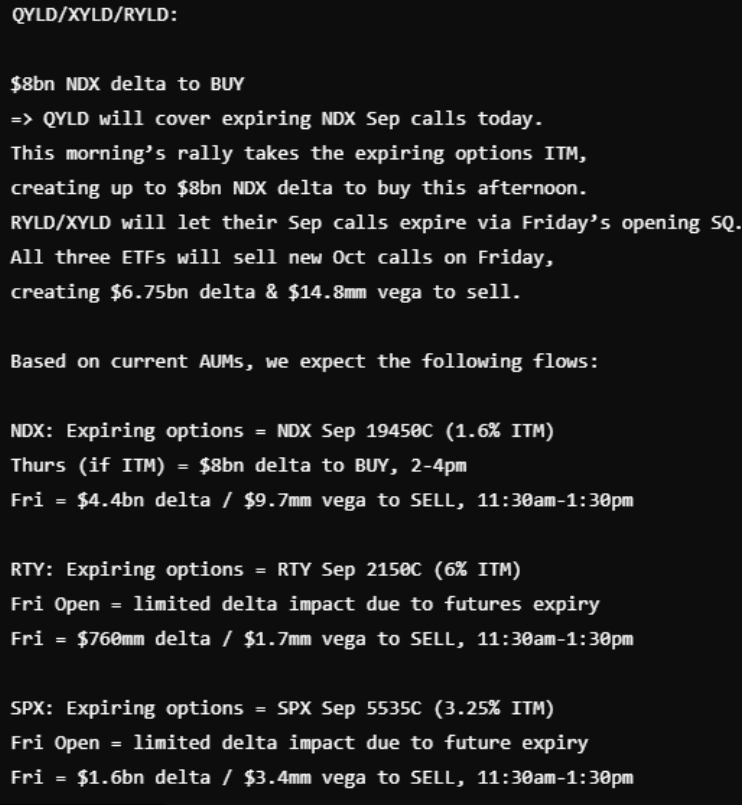 QYLD/XYLD/RYLD:
$8bn NDX delta to BUY
=> QYLD will cover expiring NDX Sep calls today.
This morning’s rally takes the expiring options ITM,
creating up to $8bn NDX delta to buy this afternoon.
RYLD/XYLD will let their Sep calls expire via Friday’s opening SQ.
All three ETFs will sell new Oct calls on Friday,
creating $6.75bn delta & $14.8mm vega to sell.
Based on current AUMs, we expect the following flows:
NDX: Expiring options = NDX Sep 19450C (1.6% ITM)
Thurs (if ITM) = $8bn delta to BUY, 2-4pm
Fri = $4.4bn delta / $9.7mm vega to SELL, 11:30am-1:30pm
RTY: Expiring options = RTY Sep 2150C (6% ITM)
Fri Open = limited delta impact due to futures expiry
Fri = $760mm delta / $1.7mm vega to SELL, 11:30am-1:30pm
SPX: Expiring options = SPX Sep 5535C (3.25% ITM)
Fri Open = limited delta impact due to future expiry
Fri = $1.6bn delta / $3.4mm vega to SELL, 11:30am-1:30pm